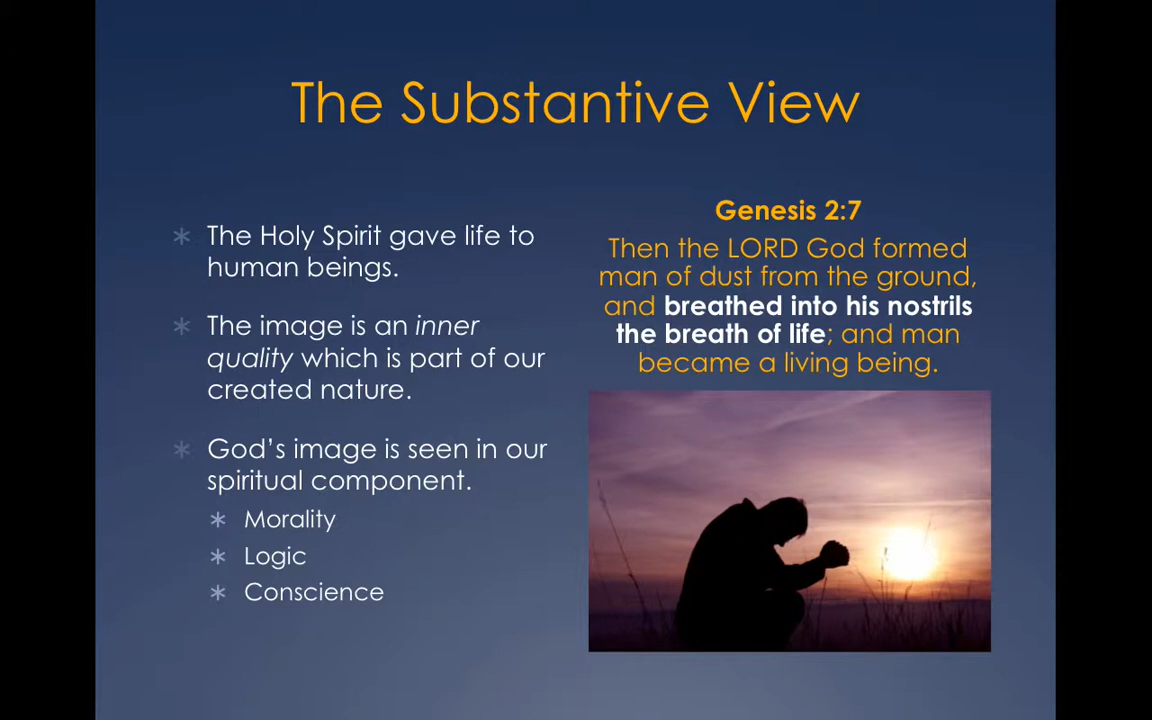 The Substantive View
The Holy Spirit gave life to
human beings.
The image is an inner
quality which is part of our
created nature.
God's image is seen in our
spiritual component.
Morality
Logic
Conscience
Genesis 2:7
Then the LORD God formed
man of dust from the ground,
and breathed into his nostrils
the breath of life; and man
became a living being.